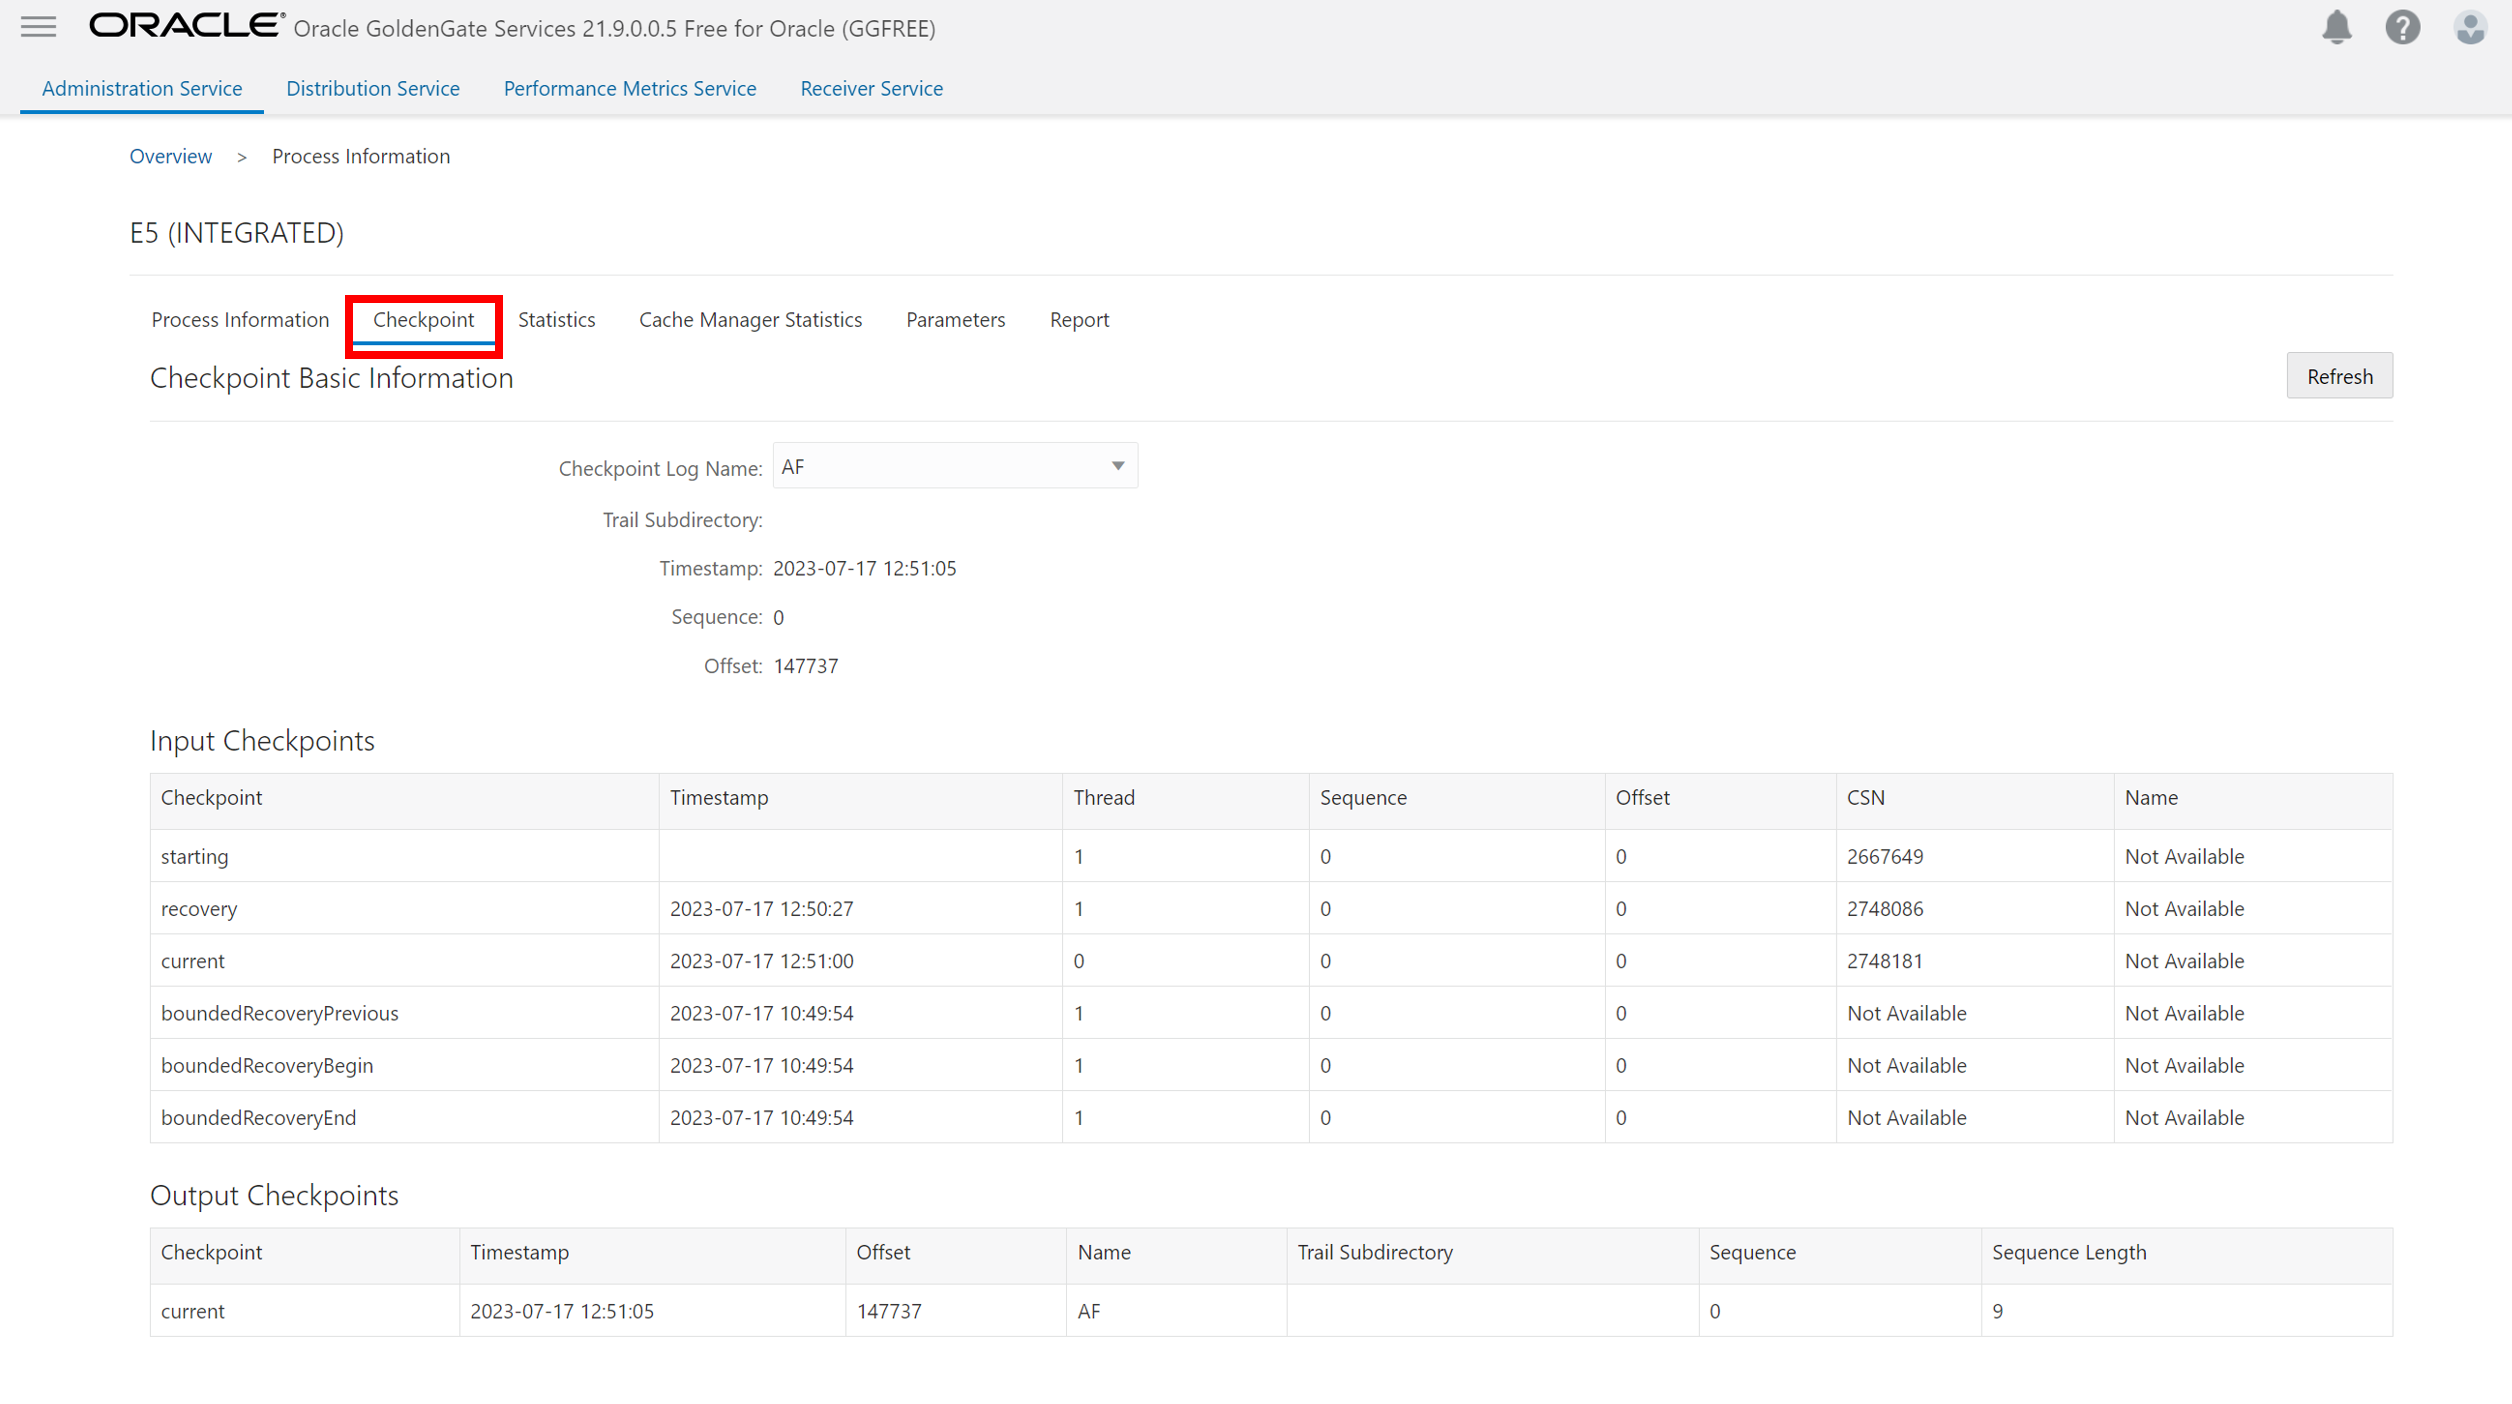 ORACLE® Oracle GoldenGate Services 21.9.0.0.5 Free for Oracle (GGFREE)
Administration Service Distribution Service Performance Metrics Service Receiver Service
Overview > Process Information
E5 (INTEGRATED)
Process Information Checkpoint Statistics Cache Manager Statistics Parameters Report
Checkpoint Basic Information Refresh
Checkpoint Log Name: AF
Trail Subdirectory:
Timestamp: 2023-07-17 12:51:05
Sequence: 0
Offset: 147737
Input Checkpoints
Checkpoint Timestamp Thread Sequence Offset CSN Name
starting 1 0 0 2667649 Not Available
recovery 2023-07-17 12:50:27 1 0 0 2748086 Not Available
current 2023-07-17 12:51:00 0 0 0 2748181 Not Available
boundedRecoveryPrevious 2023-07-17 10:49:54 1 0 0 Not Available Not Available
boundedRecoveryBegin 2023-07-17 10:49:54 1 0 0 Not Available Not Available
boundedRecoveryEnd 2023-07-17 10:49:54 1 0 0 Not Available Not Available
Output Checkpoints
Checkpoint Timestamp Offset Name Trail Subdirectory Sequence Sequence Length
current 2023-07-17 12:51:05 147737 AF 0 9